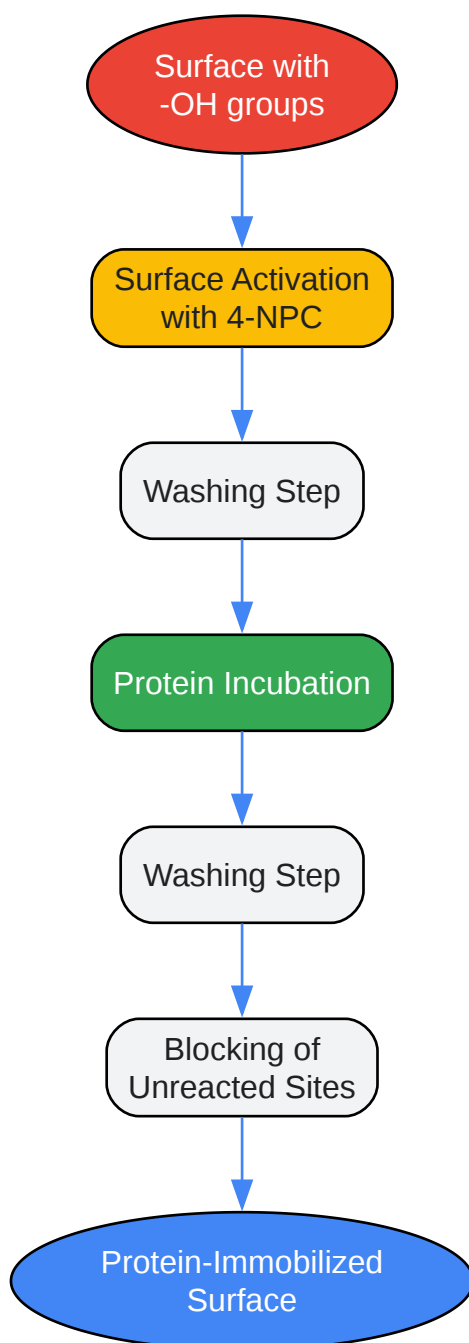 Surface with
-OH groups
Surface Activation
with 4-NPC
Washing Step
Protein Incubation
Washing Step
Blocking of
Unreacted Sites
Protein-Immobilized
Surface